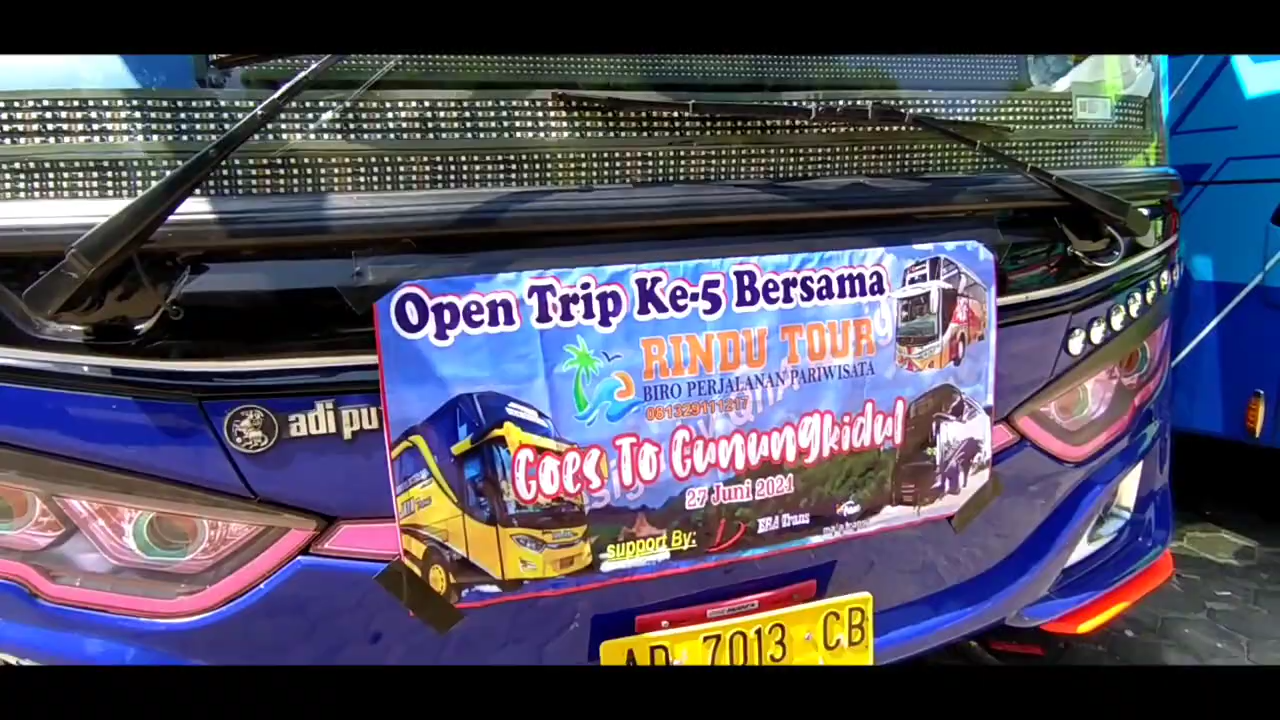 Open Trip Ke-5 Bersama
RINDU TOUR
BIRO PERJALANAN PARIWISATA
081329111217
Goes To Gunungkidul
27 Juni 2021
support By:
ERA Trans
adi pu
AD 7013 CB